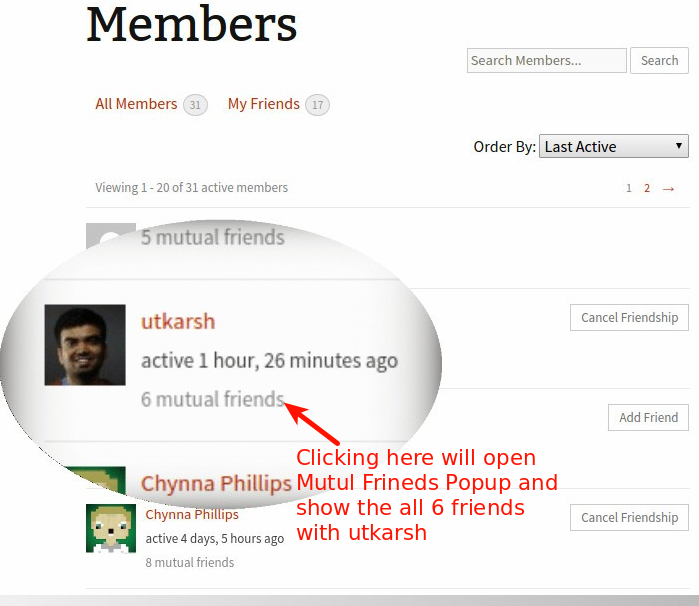 Members
Search Members...
Search
All Members 31
My Friends 17
Order By: Last Active
Viewing 1 - 20 of 31 active members
1 2 →
5 mutual friends
utkarsh
Cancel Friendship
active 1 hour, 26 minutes ago
6 mutual friends
Add Friend
Clicking here will open
Mutul Frineds Popup and
show the all 6 friends
with utkarsh
Chynna Phillips
Chynna Phillips
Cancel Friendship
active 4 days, 5 hours ago
8 mutual friends